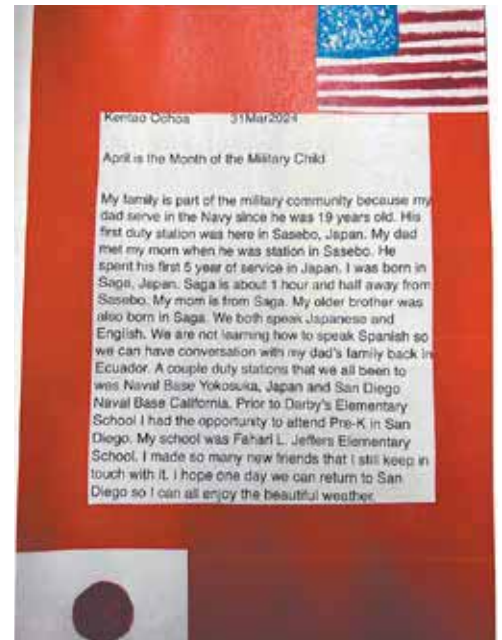 Kentao Ochoa 31Mar2024
April is the Month of the Military Child
My family is part of the military community because my
dad serve in the Navy since he was 19 years old. His
first duty station was here in Sasebo, Japan. My dad
met my mom when he was station in Sasebo. He
spent his first 5 year of service in Japan. I was born in
Saga, Japan. Saga is about 1 hour and half away from
Sasebo. My mom is from Saga. My older brother was
also born in Saga. We both speak Japanese and
English. We are not learning how to speak Spanish so
we can have conversation with my dad's family back in
Ecuador. A couple duty stations that we all been to
was Naval Base Yokosuka, Japan and San Diego
Naval Base California. Prior to Darby's Elementary
School I had the opportunity to attend Pre-K in San
Diego. My school was Fahari L. Jeffers Elementary
School. I made so many new friends that I still keep in
touch with it. I hope one day we can return to San
Diego so I can all enjoy the beautiful weather.